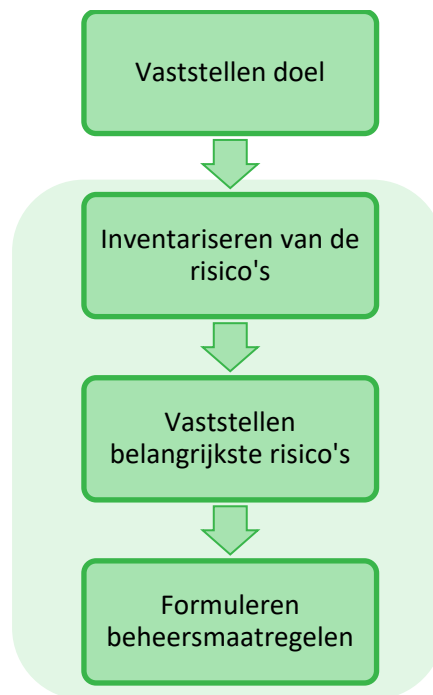 Vaststellen doel
Inventariseren van de
risico's
Vaststellen
belangrijkste risico's
Formuleren
beheersmaatregelen